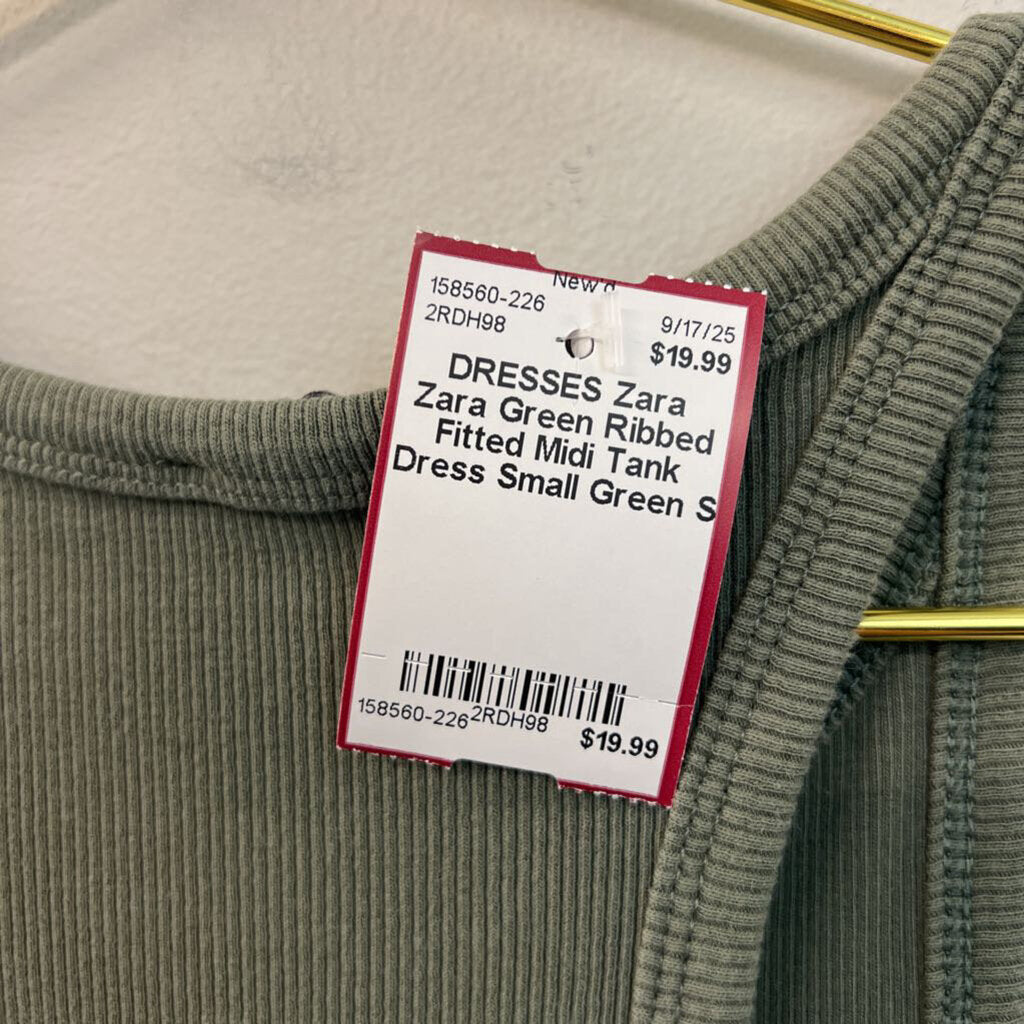 158560-226
2RDH98
9/17/25
$19.99
DRESSES Zara
Zara Green Ribbed
Fitted Midi Tank
Dress Small Green S
158560-226 2RDH98
$19.99